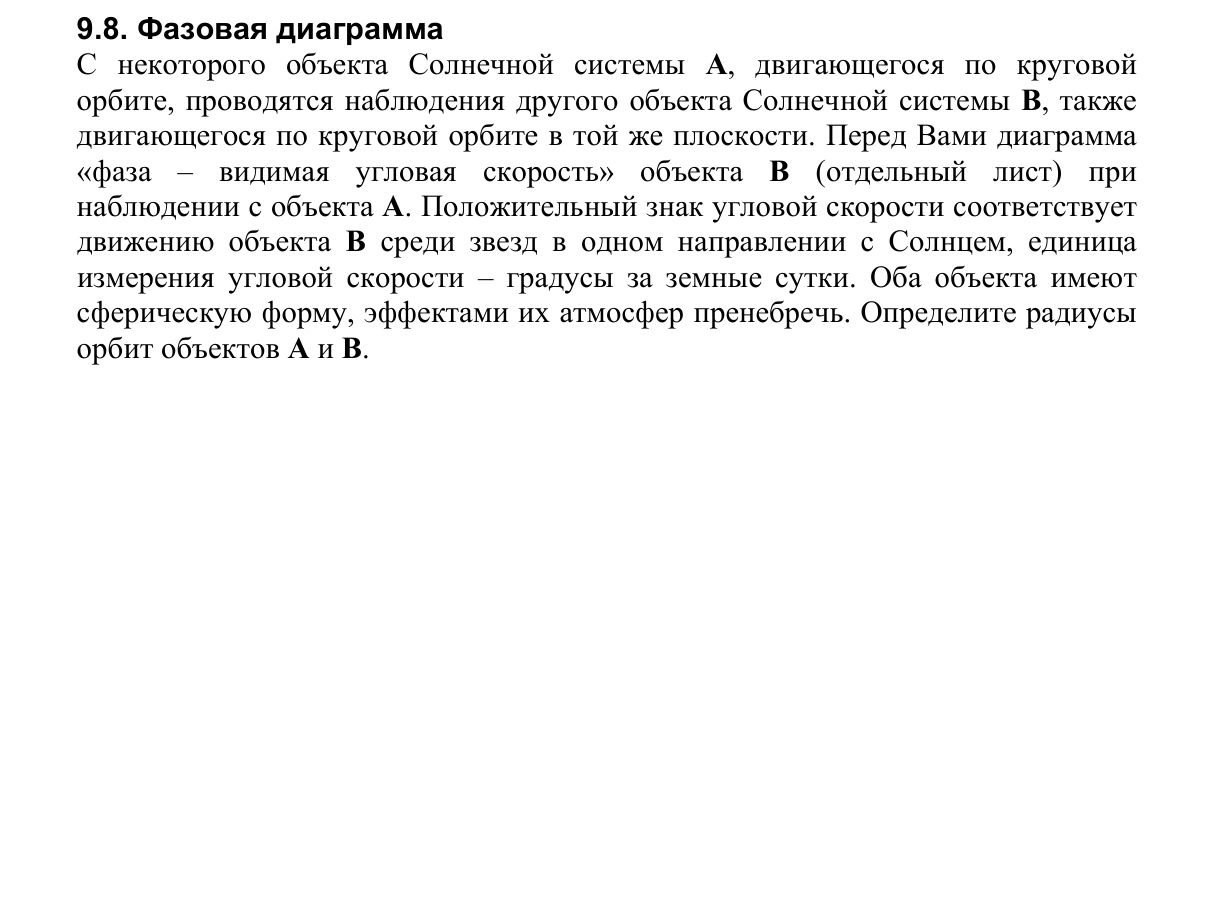 9.8. Фазовая диаграмма
С некоторого объекта Солнечной системы А, двигающегося по круговой
орбите, проводятся наблюдения другого объекта Солнечной системы В, также
двигающегося по круговой орбите в той же плоскости. Перед Вами диаграмма
«фаза – видимая угловая скорость» объекта В (отдельный лист) при
наблюдении с объекта А. Положительный знак угловой скорости соответствует
движению объекта В среди звезд в одном направлении с Солнцем, единица
измерения угловой скорости – градусы за земные сутки. Оба объекта имеют
сферическую форму, эффектами их атмосфер пренебречь. Определите радиусы
орбит объектов А и В.